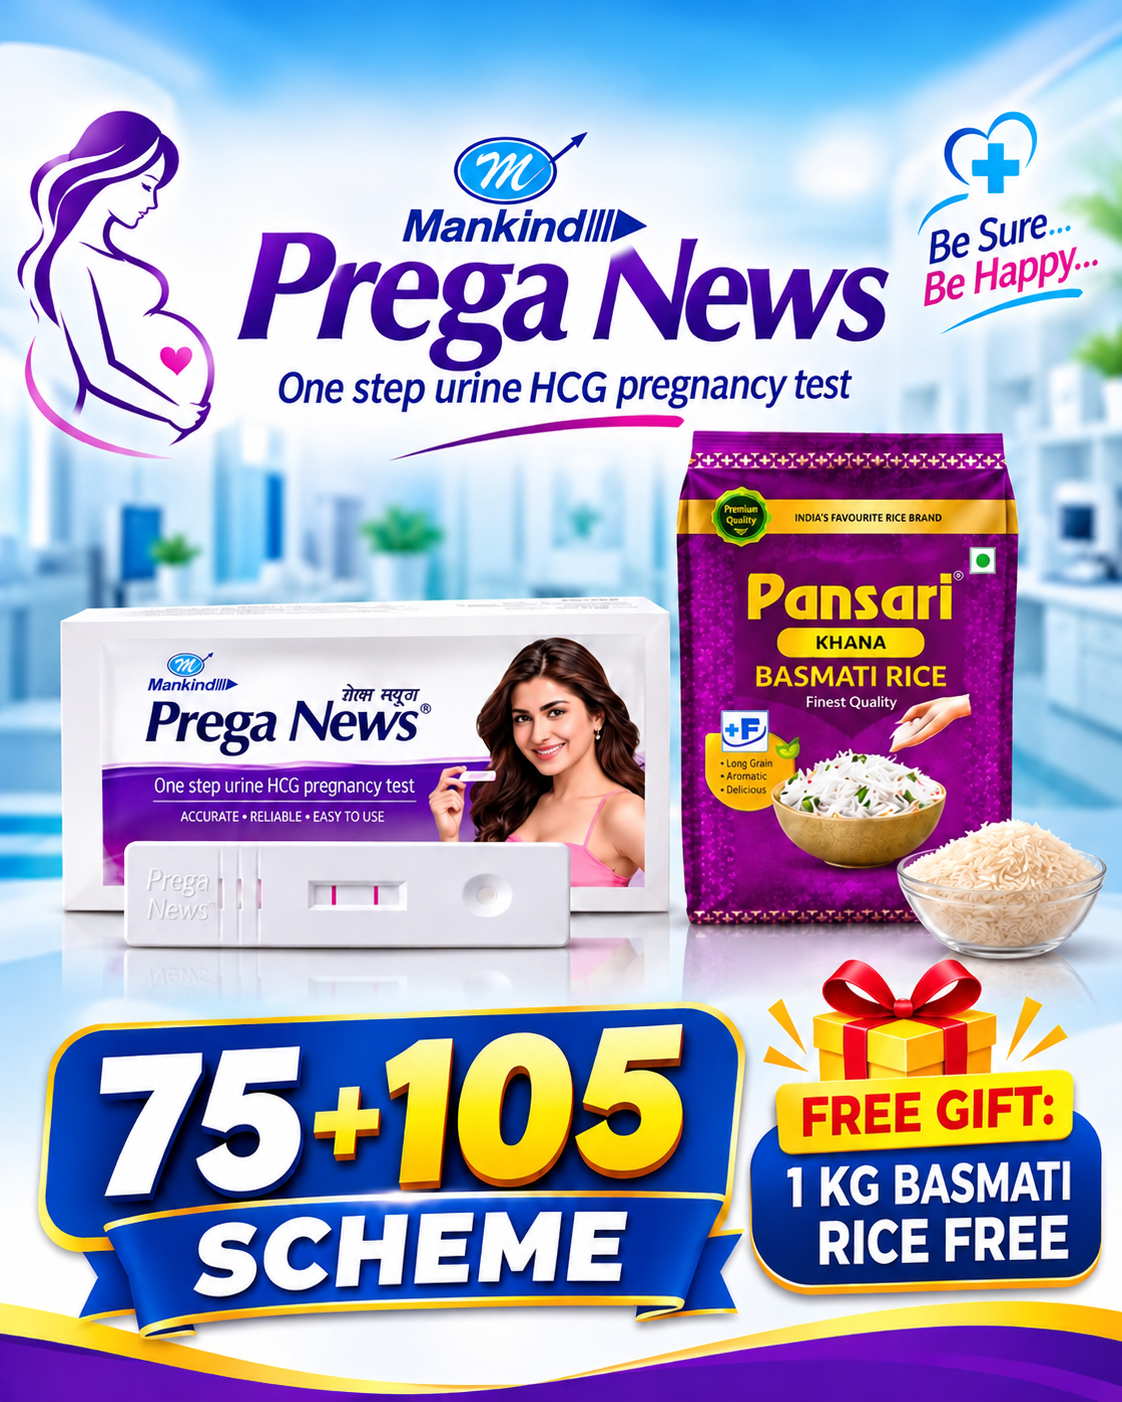 m
Mankind
Prega News
One step urine HCG pregnancy test
Be Sure...
Be Happy...
Premium
Quality
INDIA'S FAVOURITE RICE BRAND
Pansari®
KHANA
BASMATI RICE
Finest Quality
+F
• Long Grain
• Aromatic
• Delicious
m
Mankind
Prega News®
One step urine HCG pregnancy test
ACCURATE • RELIABLE • EASY TO USE
Prega
News
75+105
SCHEME
FREE GIFT:
1 KG BASMATI
RICE FREE